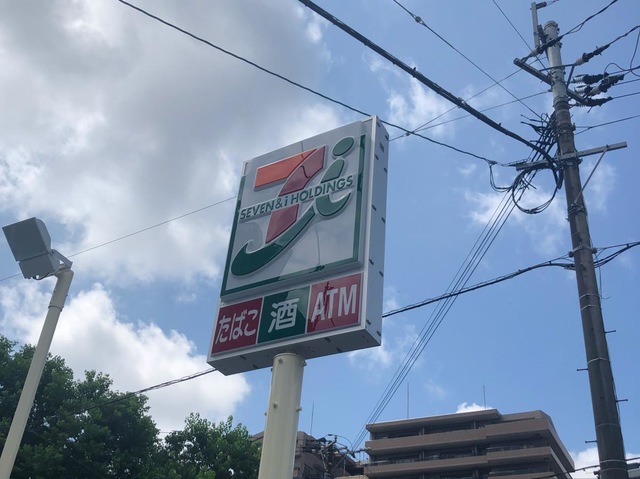 SEVEN&i HOLDINGS
たばこ 酒 ATM